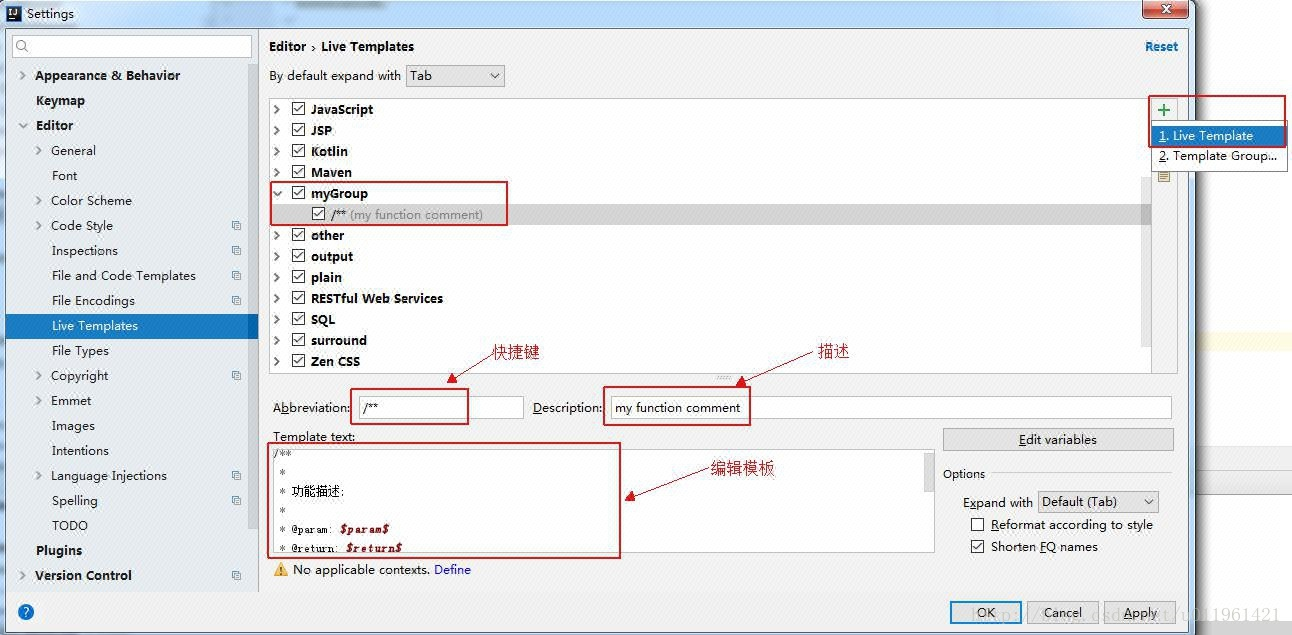 Settings
Editor › Live Templates
Reset
By default expand with Tab
Appearance & Behavior
Keymap
Editor
General
Font
Color Scheme
Code Style
Inspections
File and Code Templates
File Encodings
Live Templates
File Types
Copyright
Emmet
Images
Intentions
Language Injections
Spelling
TODO
Plugins
Version Control
JavaScript
JSP
Kotlin
Maven
myGroup
/** (my function comment)
other
output
plain
RESTful Web Services
SQL
surround
Zen CSS
1. Live Template
2. Template Group...
快捷键
描述
Abbreviation: /**
Description: my function comment
Template text:
/**
*
* 功能描述:
*
* @param: $param$
* @return: $return$
编辑模板
Edit variables
Options
Expand with Default (Tab)
Reformat according to style
Shorten FQ names
No applicable contexts. Define
OK
Cancel
Apply
http://blog.csdn.net/u011961421